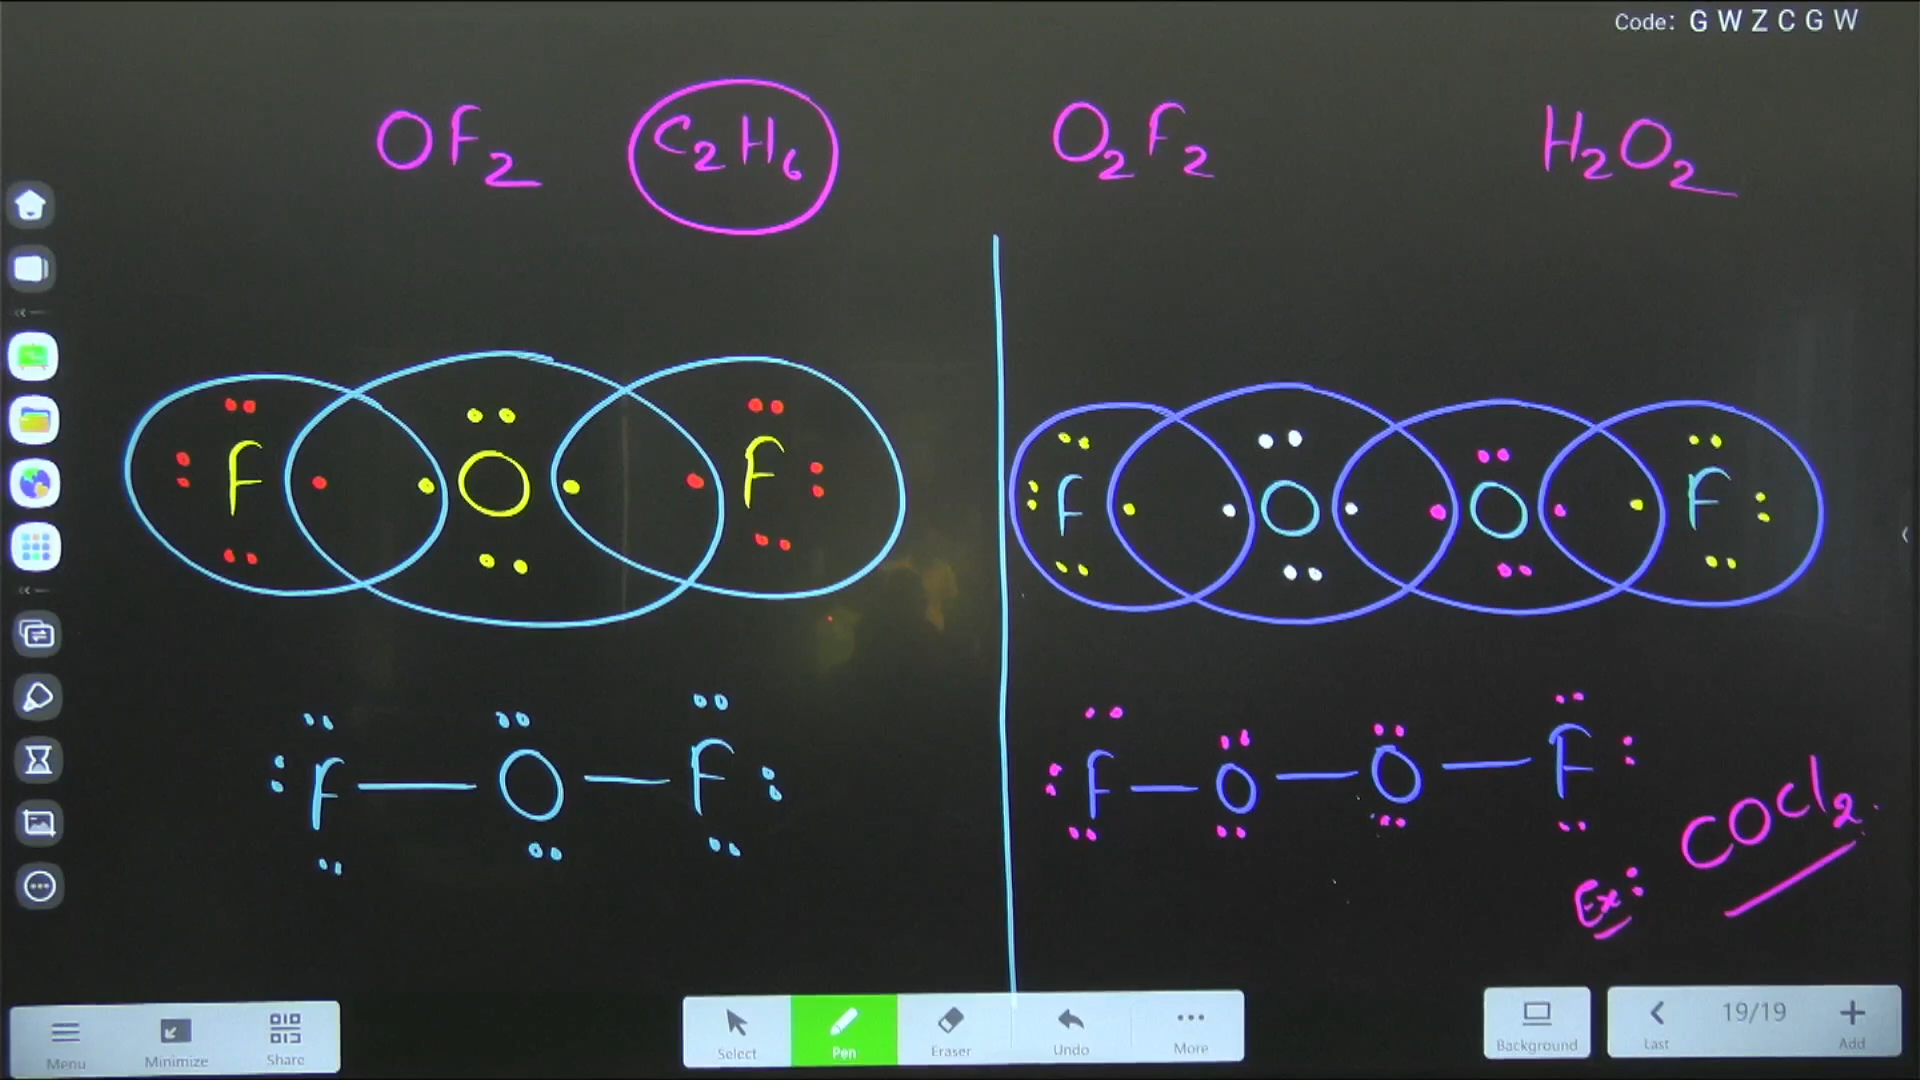 Code: GWZCGW
OF2 C2H6 O2F2 H2O2
F O F
F O O F
F — O — F
F — O — O — F
Ex: COCl2
Menu Minimize Share
Select Pen Eraser Undo More
Background
19/19
Last Add